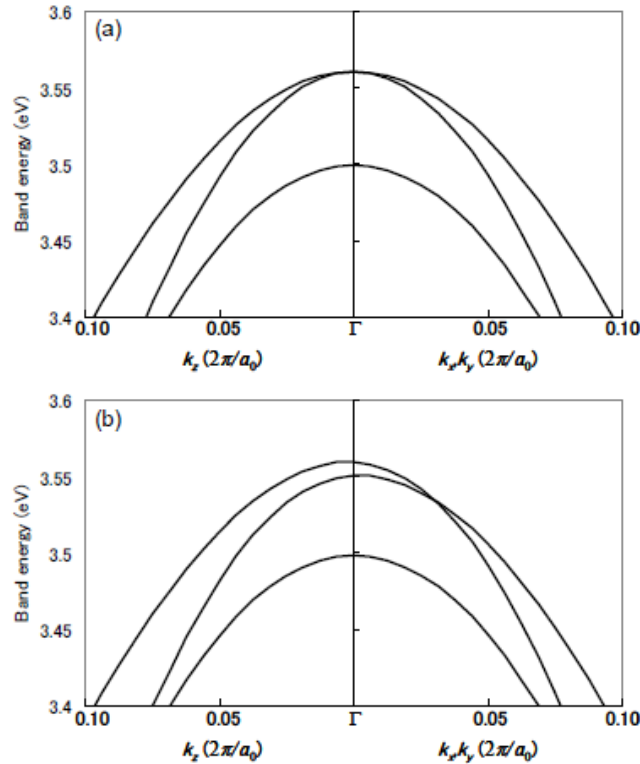 (a)
Band energy (eV)
3.6
3.55
3.5
3.45
3.4
0.10 0.05 Γ 0.05 0.10
k_z (2π/a_0) k_x,k_y (2π/a_0)
(b)
Band energy (eV)
3.6
3.55
3.5
3.45
3.4
0.10 0.05 Γ 0.05 0.10
k_z (2π/a_0) k_x,k_y (2π/a_0)